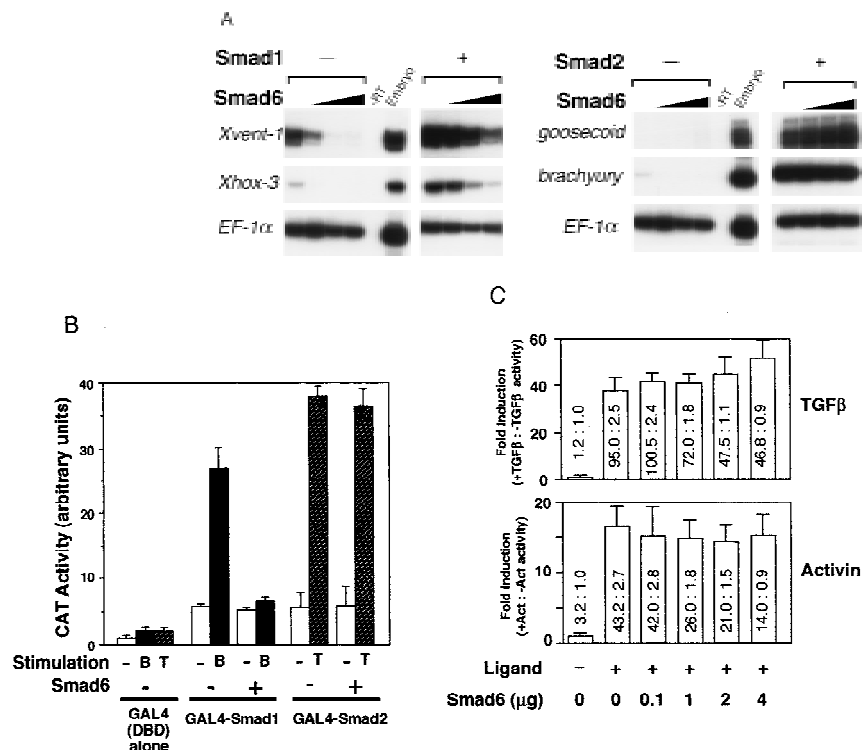 A
Smad1 – +
Smad6 -RT Embryo
Xvent-1
Xhox-3
EF-1α
Smad2 – +
Smad6 -RT Embryo
goosecoid
brachyury
EF-1α
B
CAT Activity (arbitrary units)
40
30
20
10
5
0
Stimulation - B T - B - B - T - T
Smad6 - - + - +
GAL4 (DBD) alone
GAL4-Smad1
GAL4-Smad2
C
Fold Induction
(+TGFβ : -TGFβ activity)
60
40
20
0
1.2 : 1.0
95.0 : 2.5
100.5 : 2.4
72.0 : 1.8
47.5 : 1.1
46.8 : 0.9
TGFβ
Fold Induction
(+Act : -Act activity)
20
10
0
3.2 : 1.0
43.2 : 2.7
42.0 : 2.8
26.0 : 1.8
21.0 : 1.5
14.0 : 0.9
Activin
Ligand – + + + + +
Smad6 (μg) 0 0 0.1 1 2 4